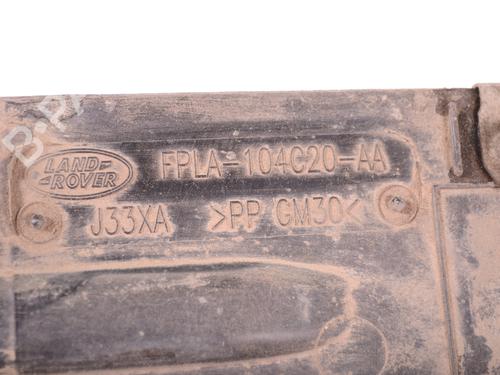 LAND-
-ROVER
FPLA-104C20-AA
J33XA >PP GM30<